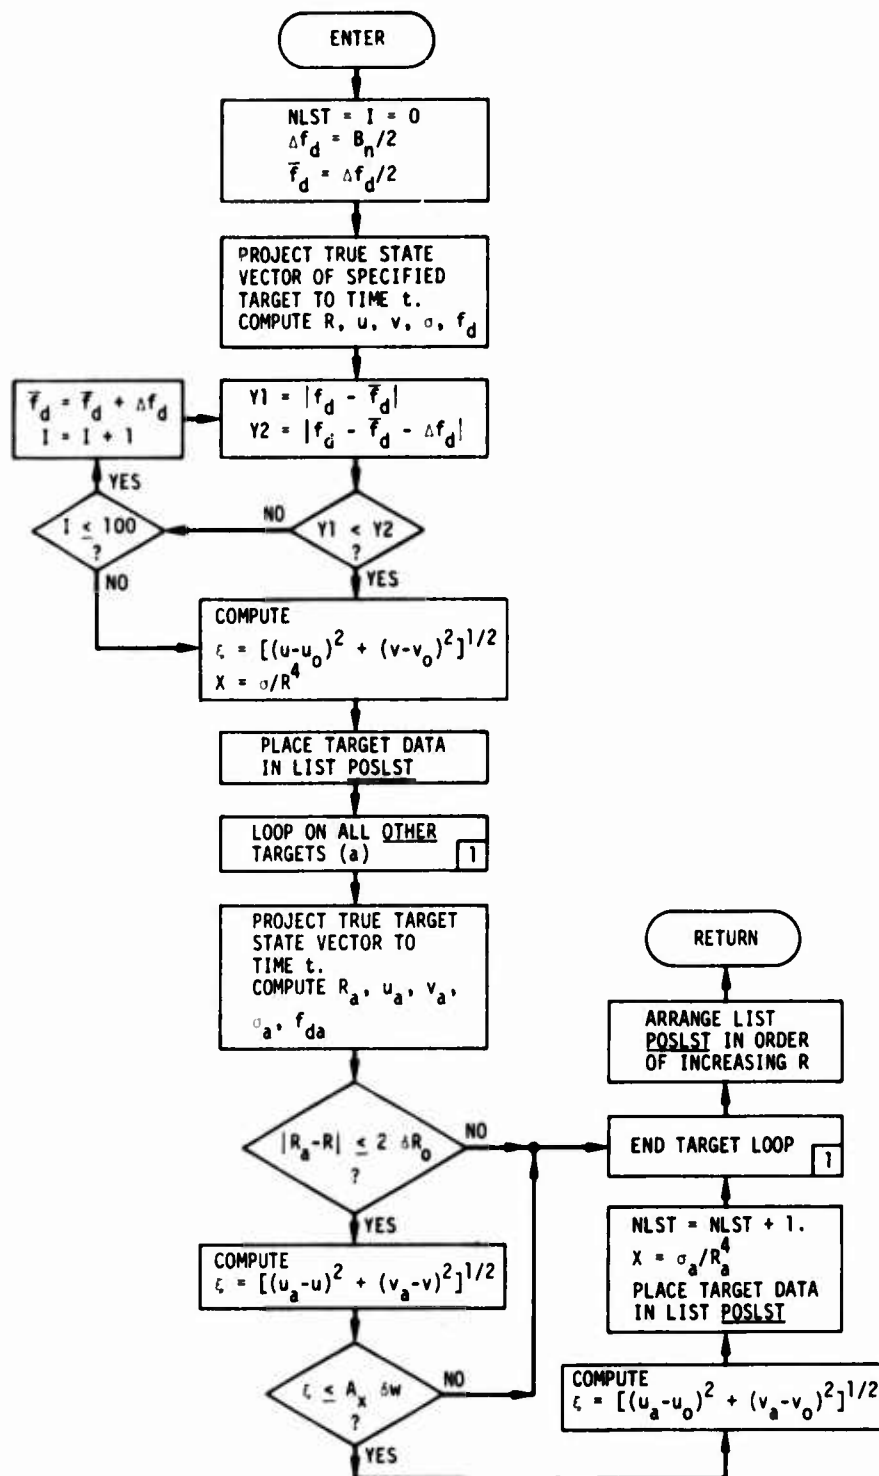 ENTER
NLST = I = 0
Δf_d = B_n/2
f̅_d = Δf_d/2
PROJECT TRUE STATE
VECTOR OF SPECIFIED
TARGET TO TIME t.
COMPUTE R, u, v, σ, f_d
f̅_d = f̅_d + Δf_d
I = I + 1
Y1 = |f_d - f̅_d|
Y2 = |f_d - f̅_d - Δf_d|
YES
I ≤ 100
?
NO
NO
Y1 < Y2
?
YES
COMPUTE
ξ = [(u-u_o)^2 + (v-v_o)^2]^1/2
X = σ/R^4
PLACE TARGET DATA
IN LIST POSLST
LOOP ON ALL OTHER
TARGETS (a)
1
PROJECT TRUE TARGET
STATE VECTOR TO
TIME t.
COMPUTE R_a, u_a, v_a,
σ_a, f_da
|R_a-R| ≤ 2 δR_o
?
NO
YES
COMPUTE
ξ = [(u_a-u)^2 + (v_a-v)^2]^1/2
ξ ≤ A_x δw
?
NO
YES
COMPUTE
ξ = [(u_a-u_o)^2 + (v_a-v_o)^2]^1/2
NLST = NLST + 1.
X = σ_a/R_a^4
PLACE TARGET DATA
IN LIST POSLST
END TARGET LOOP
1
ARRANGE LIST
POSLST IN ORDER
OF INCREASING R
RETURN